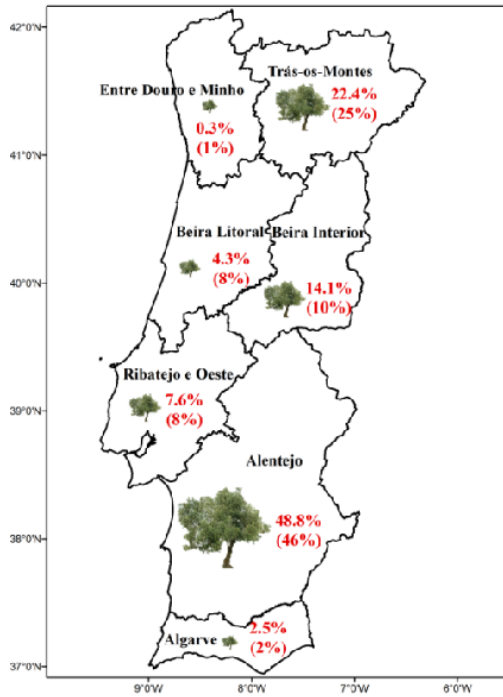 42°0'N
Trás-os-Montes
22.4%
(25%)
Entre Douro e Minho
0.3%
(1%)
41°0'N
Beira Litoral
4.3%
(8%)
Beira Interior
14.1%
(10%)
40°0'N
Ribatejo e Oeste
7.6%
(8%)
39°0'N
Alentejo
48.8%
(46%)
38°0'N
Algarve
2.5%
(2%)
37°0'N
9°0'W
8°0'W
7°0'W
6°0'W